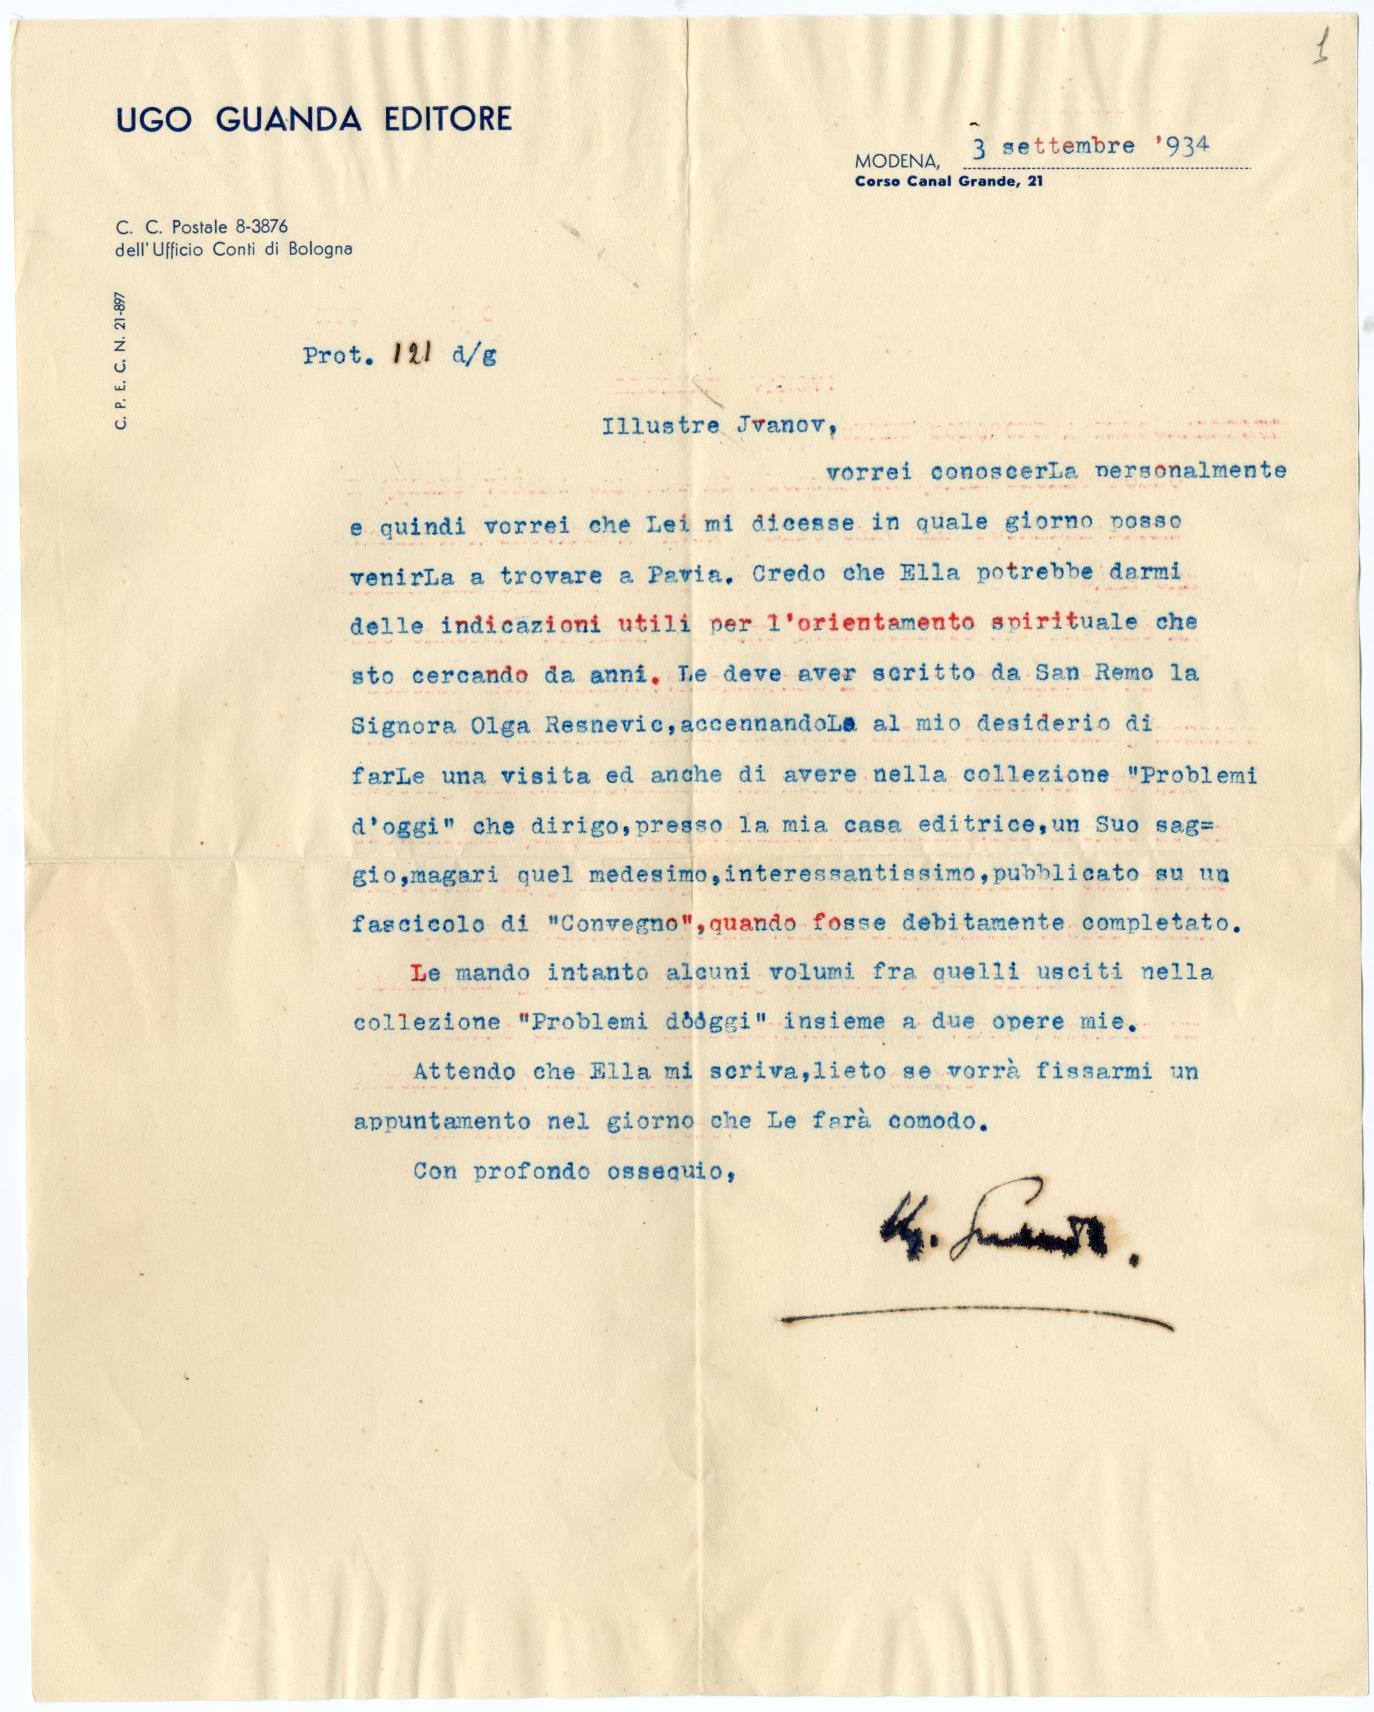 1
UGO GUANDA EDITORE
MODENA, 3 settembre '934
Corso Canal Grande, 21
C. C. Postale 8-3876
dell'Ufficio Conti di Bologna
C. P. E. C. N. 21-897
Prot. 121 d/g
Illustre Jvanov,
vorrei conoscerLa personalmente
e quindi vorrei che Lei mi dicesse in quale giorno posso
venirLa a trovare a Pavia. Credo che Ella potrebbe darmi
delle indicazioni utili per l'orientamento spirituale che
sto cercando da anni. Le deve aver scritto da San Remo la
Signora Olga Resnevic,accennandoLe al mio desiderio di
farLe una visita ed anche di avere nella collezione "Problemi
d'oggi" che dirigo,presso la mia casa editrice,un Suo sag=
gio,magari quel medesimo,interessantissimo,pubblicato su un
fascicolo di "Convegno",quando fosse debitamente completato.
Le mando intanto alcuni volumi fra quelli usciti nella
collezione "Problemi dòòggi" insieme a due opere mie.
Attendo che Ella mi scriva,lieto se vorrà fissarmi un
appuntamento nel giorno che Le farà comodo.
Con profondo ossequio,
Ug. Guanda.